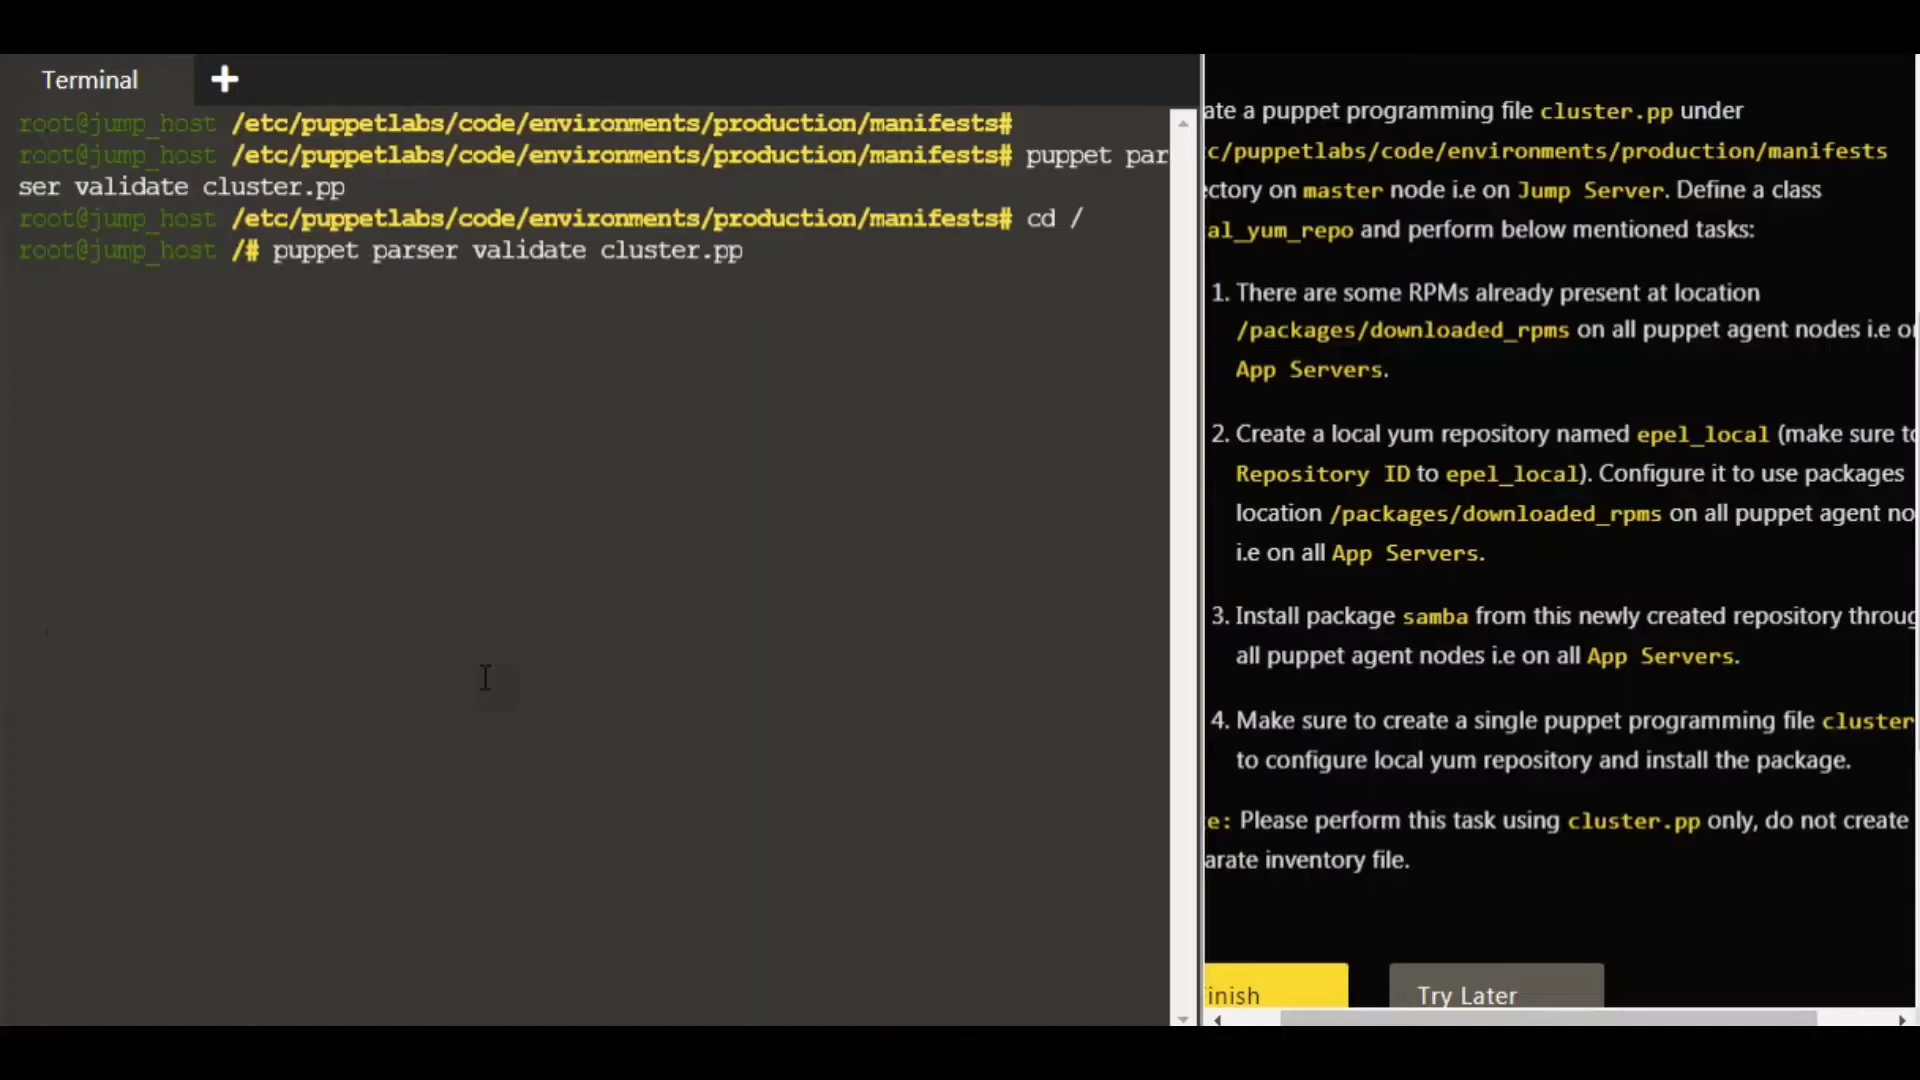 Terminal
root@jump_host /etc/puppetlabs/code/environments/production/manifests#
root@jump_host /etc/puppetlabs/code/environments/production/manifests# puppet par
ser validate cluster.pp
root@jump_host /etc/puppetlabs/code/environments/production/manifests# cd /
root@jump_host /# puppet parser validate cluster.pp
ate a puppet programming file cluster.pp under
c/puppetlabs/code/environments/production/manifests
ectory on master node i.e on Jump Server. Define a class
al_yum_repo and perform below mentioned tasks:
1. There are some RPMs already present at location
/packages/downloaded_rpms on all puppet agent nodes i.e on
App Servers.
2. Create a local yum repository named epel_local (make sure to
Repository ID to epel_local). Configure it to use packages
location /packages/downloaded_rpms on all puppet agent no
i.e on all App Servers.
3. Install package samba from this newly created repository throug
all puppet agent nodes i.e on all App Servers.
4. Make sure to create a single puppet programming file cluster
to configure local yum repository and install the package.
e: Please perform this task using cluster.pp only, do not create
arate inventory file.
inish
Try Later